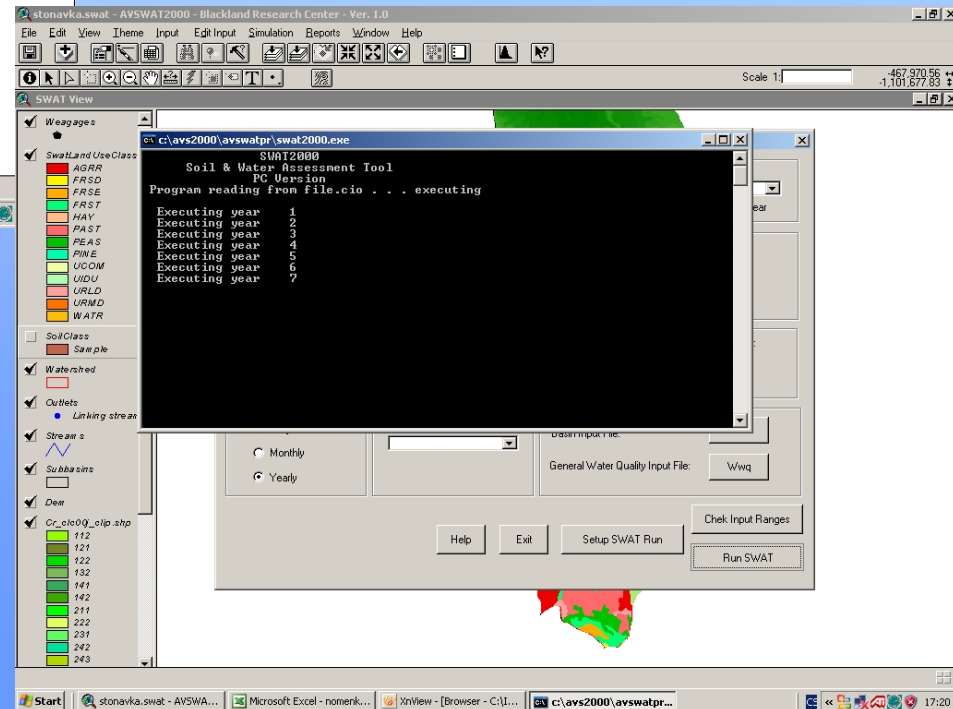 stonavka.swat - AVSWAT2000 - Blackland Research Center - Ver. 1.0
File Edit View Theme Input Edit Input Simulation Reports Window Help
Scale 1:
-467,970.56
-1,101,677.83
SWAT View
Weagages
SwatLandUseClass
AGRR
FRSD
FRSE
FRST
HAY
PAST
PEAS
PINE
UCOM
UIDU
URLD
URMD
WATR
SoilClass
Sample
Watershed
Outlets
Linking stream
Streams
Subbasins
Dem
Cr_clc00_clip.shp
112
121
122
132
141
142
211
222
231
242
243
c:\avs2000\avswatpr\swat2000.exe
SWAT2000
Soil & Water Assessment Tool
PC Version
Program reading from file.cio . . . executing
Executing year 1
Executing year 2
Executing year 3
Executing year 4
Executing year 5
Executing year 6
Executing year 7
ear
Monthly
Yearly
Basin Input File:
General Water Quality Input File:
Wwq
Chek Input Ranges
Help
Exit
Setup SWAT Run
Run SWAT
Start
stonavka.swat - AVSWA...
Microsoft Excel - nomenk...
XnView - [Browser - C:\I...
c:\avs2000\avswatpr...
CS
17:20